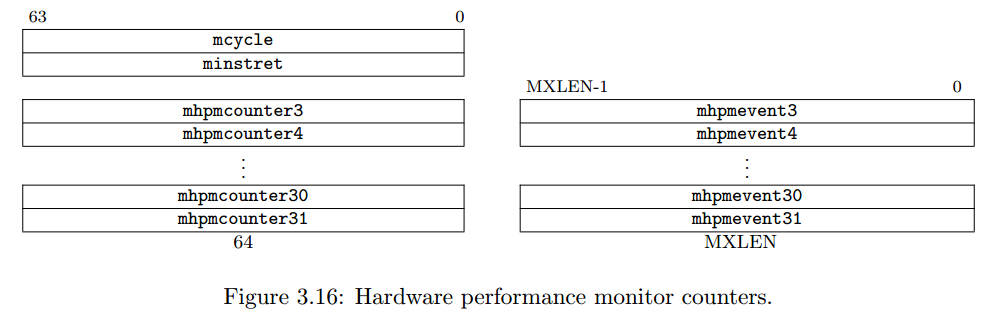 63 0
mcycle
minstret
mhpmcounter3
mhpmcounter4
⋮
mhpmcounter30
mhpmcounter31
64
MXLEN-1 0
mhpmevent3
mhpmevent4
⋮
mhpmevent30
mhpmevent31
MXLEN
Figure 3.16: Hardware performance monitor counters.